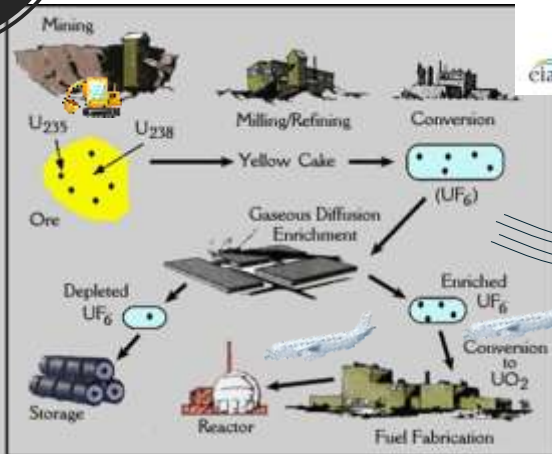 Mining
eia
U235
U238
Milling/Refining
Conversion
Yellow Cake
(UF6)
Ore
Gaseous Diffusion
Enrichment
Depleted
UF6
Enriched
UF6
Conversion
to
UO2
Storage
Reactor
Fuel Fabrication